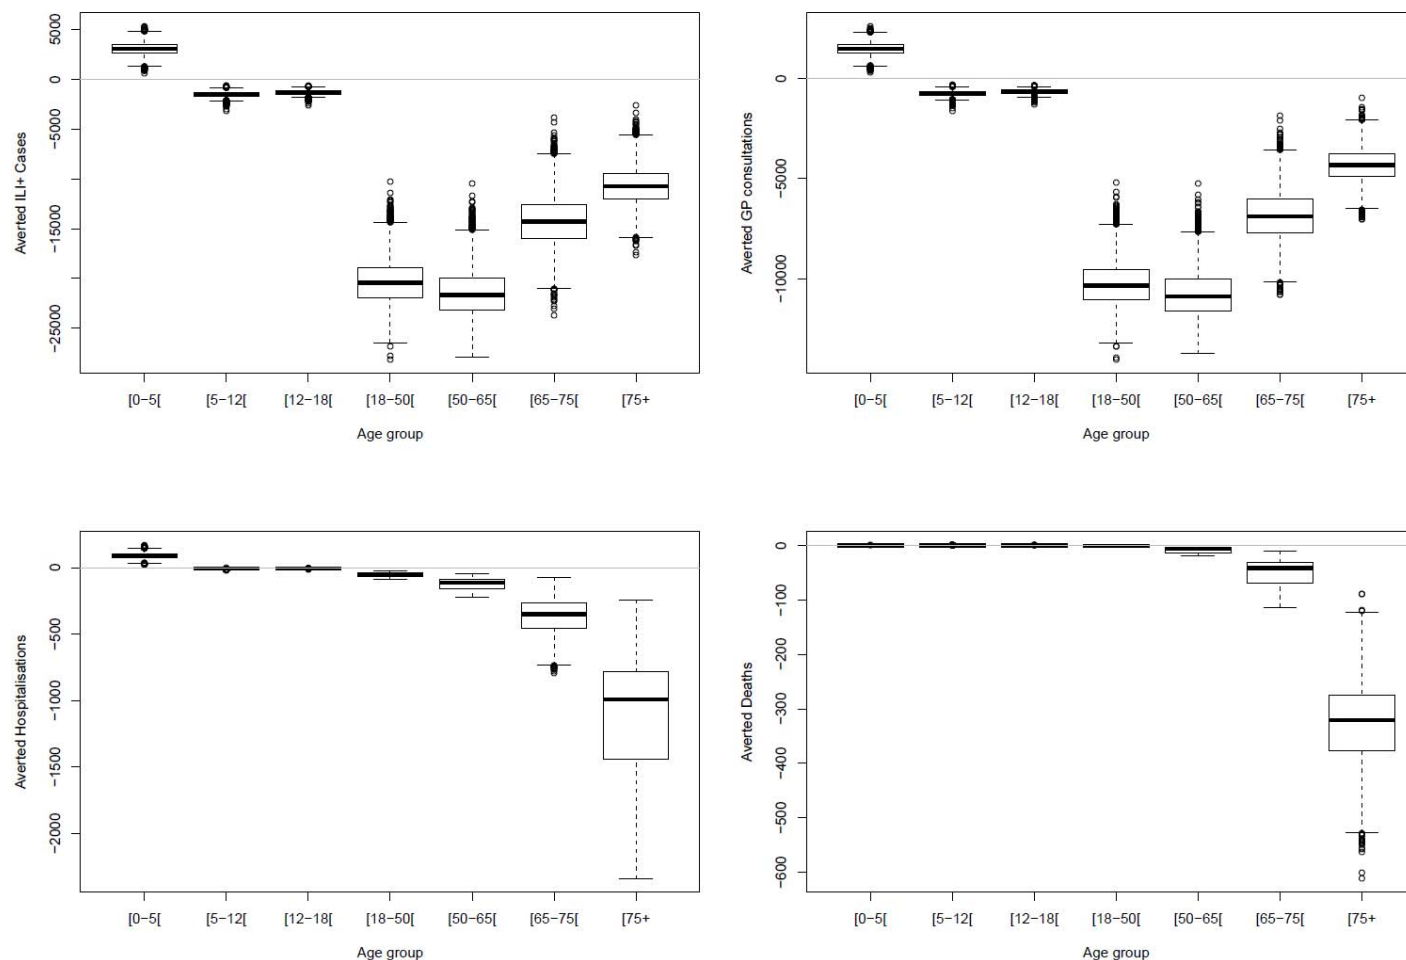 Averted ILI+ Cases
5000
0
−5000
−15000
−25000
[0−5[ [5−12[ [12−18[ [18−50[ [50−65[ [65−75[ [75+
Age group
Averted GP consultations
0
−5000
−10000
[0−5[ [5−12[ [12−18[ [18−50[ [50−65[ [65−75[ [75+
Age group
Averted Hospitalisations
0
−500
−1000
−1500
−2000
[0−5[ [5−12[ [12−18[ [18−50[ [50−65[ [65−75[ [75+
Age group
Averted Deaths
0
−100
−200
−300
−400
−500
−600
[0−5[ [5−12[ [12−18[ [18−50[ [50−65[ [65−75[ [75+
Age group